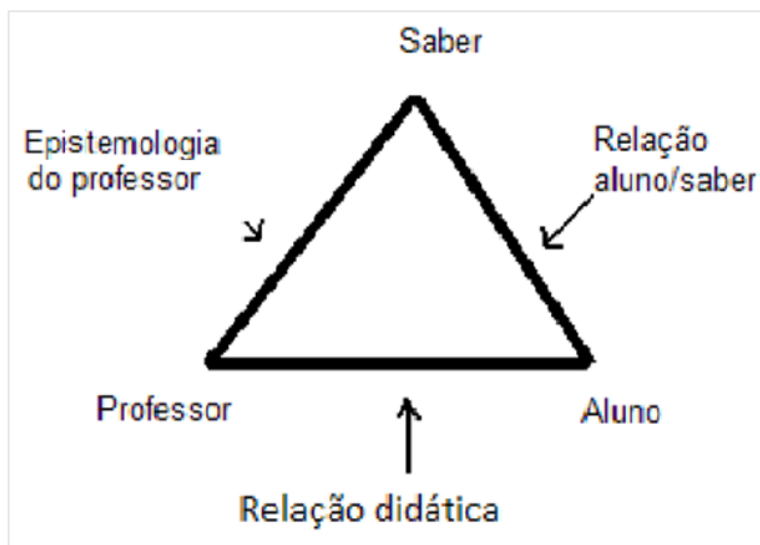 Saber
Epistemologia
do professor
Relação
aluno/saber
Professor
Aluno
Relação didática